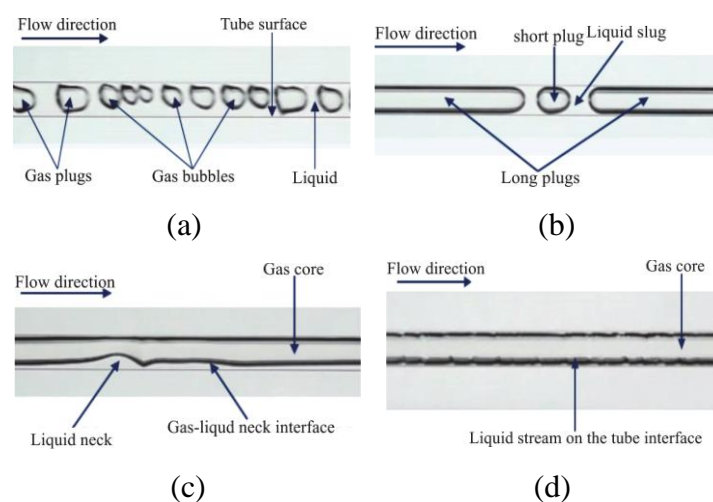 Flow direction
Tube surface
Gas plugs
Gas bubbles
Liquid
(a)
Flow direction
short plug
Liquid slug
Long plugs
(b)
Flow direction
Gas core
Liquid neck
Gas-liqud neck interface
(c)
Flow direction
Gas core
Liquid stream on the tube interface
(d)